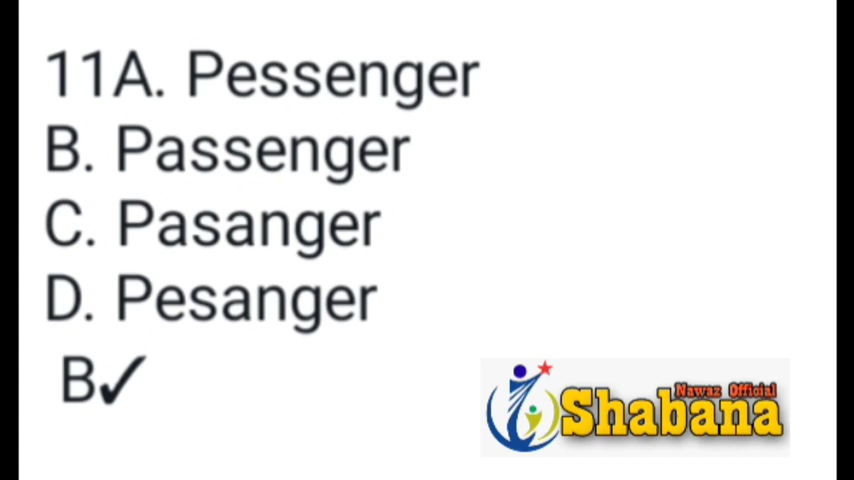 11A. Pessenger
B. Passenger
C. Pasanger
D. Pesanger
B✓
Nawaz Official
Shabana